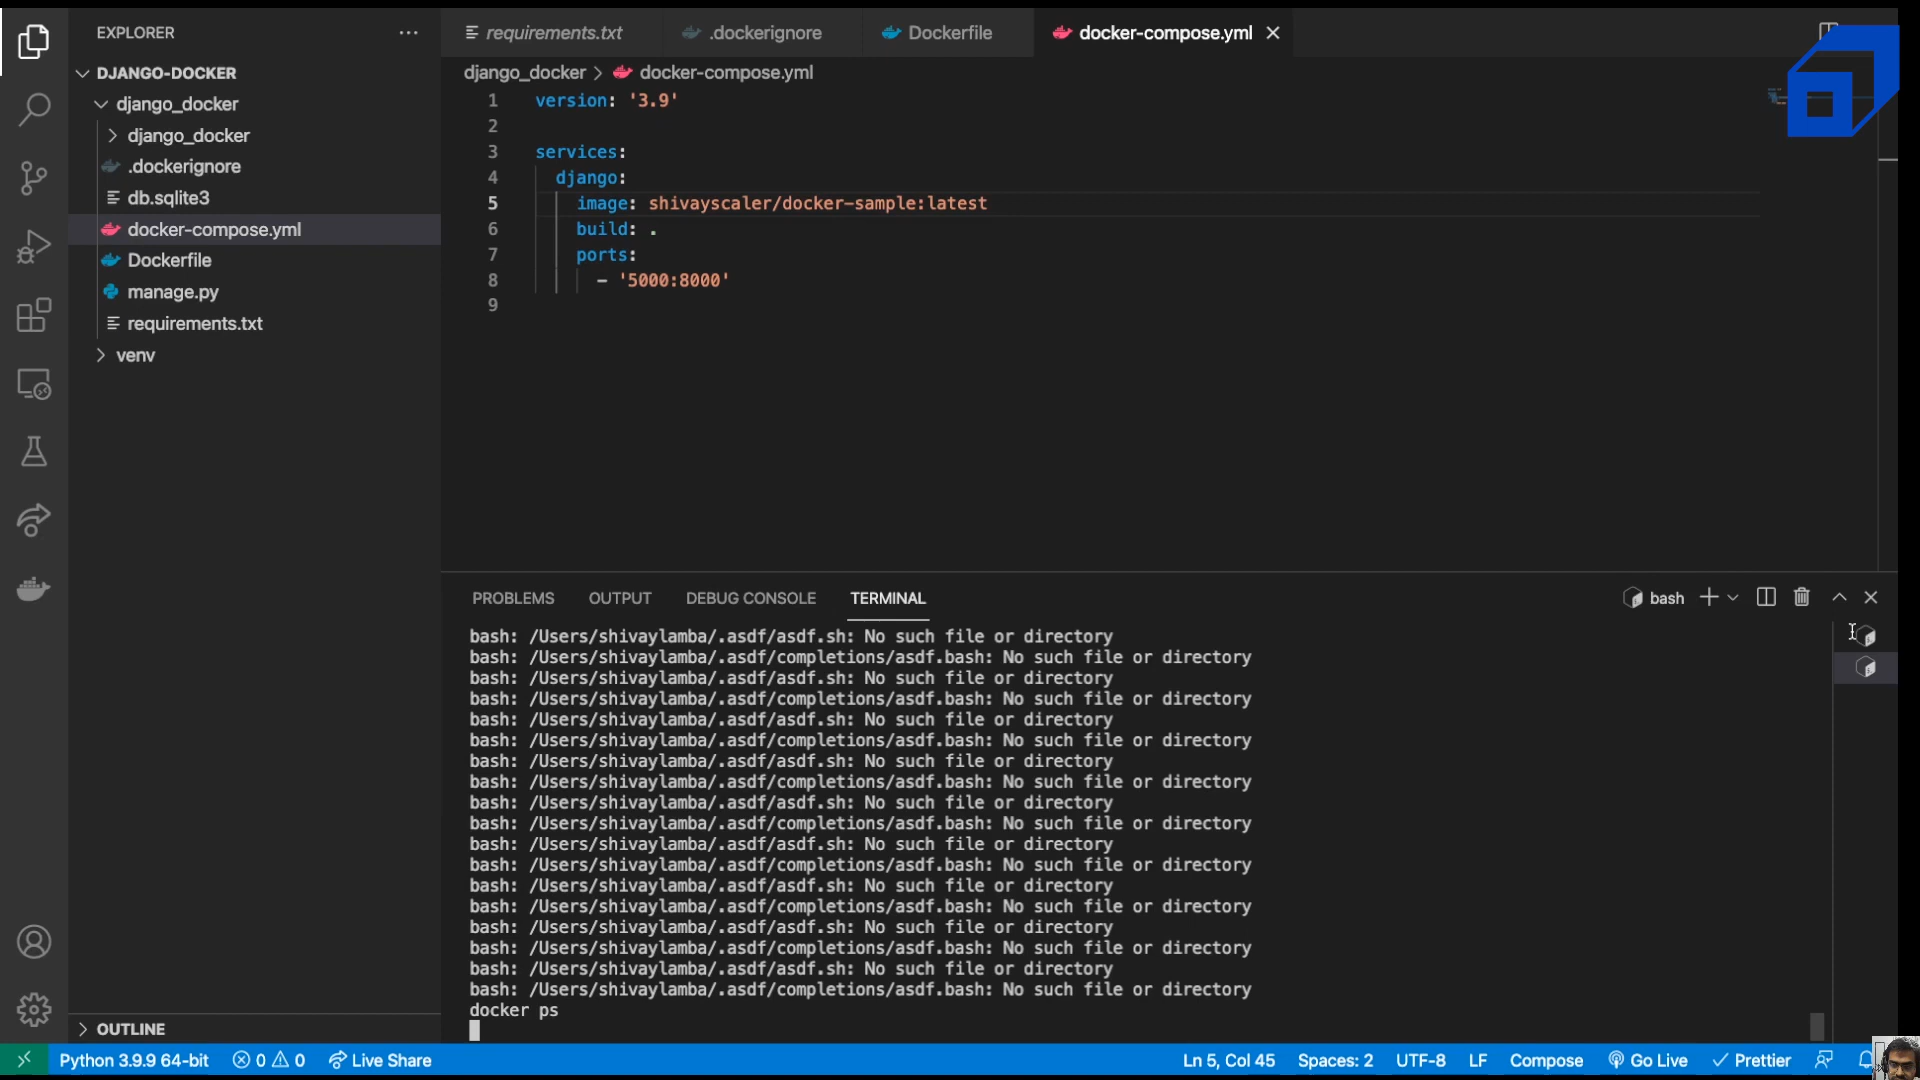 EXPLORER
DJANGO-DOCKER
django_docker
django_docker
.dockerignore
db.sqlite3
docker-compose.yml
Dockerfile
manage.py
requirements.txt
venv
OUTLINE
requirements.txt .dockerignore Dockerfile docker-compose.yml
django_docker > docker-compose.yml
1 version: '3.9'
2
3 services:
4 django:
5 image: shivayscaler/docker-sample:latest
6 build: .
7 ports:
8 - '5000:8000'
9
PROBLEMS OUTPUT DEBUG CONSOLE TERMINAL bash
bash: /Users/shivaylamba/.asdf/asdf.sh: No such file or directory
bash: /Users/shivaylamba/.asdf/completions/asdf.bash: No such file or directory
bash: /Users/shivaylamba/.asdf/asdf.sh: No such file or directory
bash: /Users/shivaylamba/.asdf/completions/asdf.bash: No such file or directory
bash: /Users/shivaylamba/.asdf/asdf.sh: No such file or directory
bash: /Users/shivaylamba/.asdf/completions/asdf.bash: No such file or directory
bash: /Users/shivaylamba/.asdf/asdf.sh: No such file or directory
bash: /Users/shivaylamba/.asdf/completions/asdf.bash: No such file or directory
bash: /Users/shivaylamba/.asdf/asdf.sh: No such file or directory
bash: /Users/shivaylamba/.asdf/completions/asdf.bash: No such file or directory
bash: /Users/shivaylamba/.asdf/asdf.sh: No such file or directory
bash: /Users/shivaylamba/.asdf/completions/asdf.bash: No such file or directory
bash: /Users/shivaylamba/.asdf/asdf.sh: No such file or directory
bash: /Users/shivaylamba/.asdf/completions/asdf.bash: No such file or directory
bash: /Users/shivaylamba/.asdf/asdf.sh: No such file or directory
bash: /Users/shivaylamba/.asdf/completions/asdf.bash: No such file or directory
bash: /Users/shivaylamba/.asdf/asdf.sh: No such file or directory
bash: /Users/shivaylamba/.asdf/completions/asdf.bash: No such file or directory
docker ps
Python 3.9.9 64-bit 0 0 Live Share Ln 5, Col 45 Spaces: 2 UTF-8 LF Compose Go Live Prettier